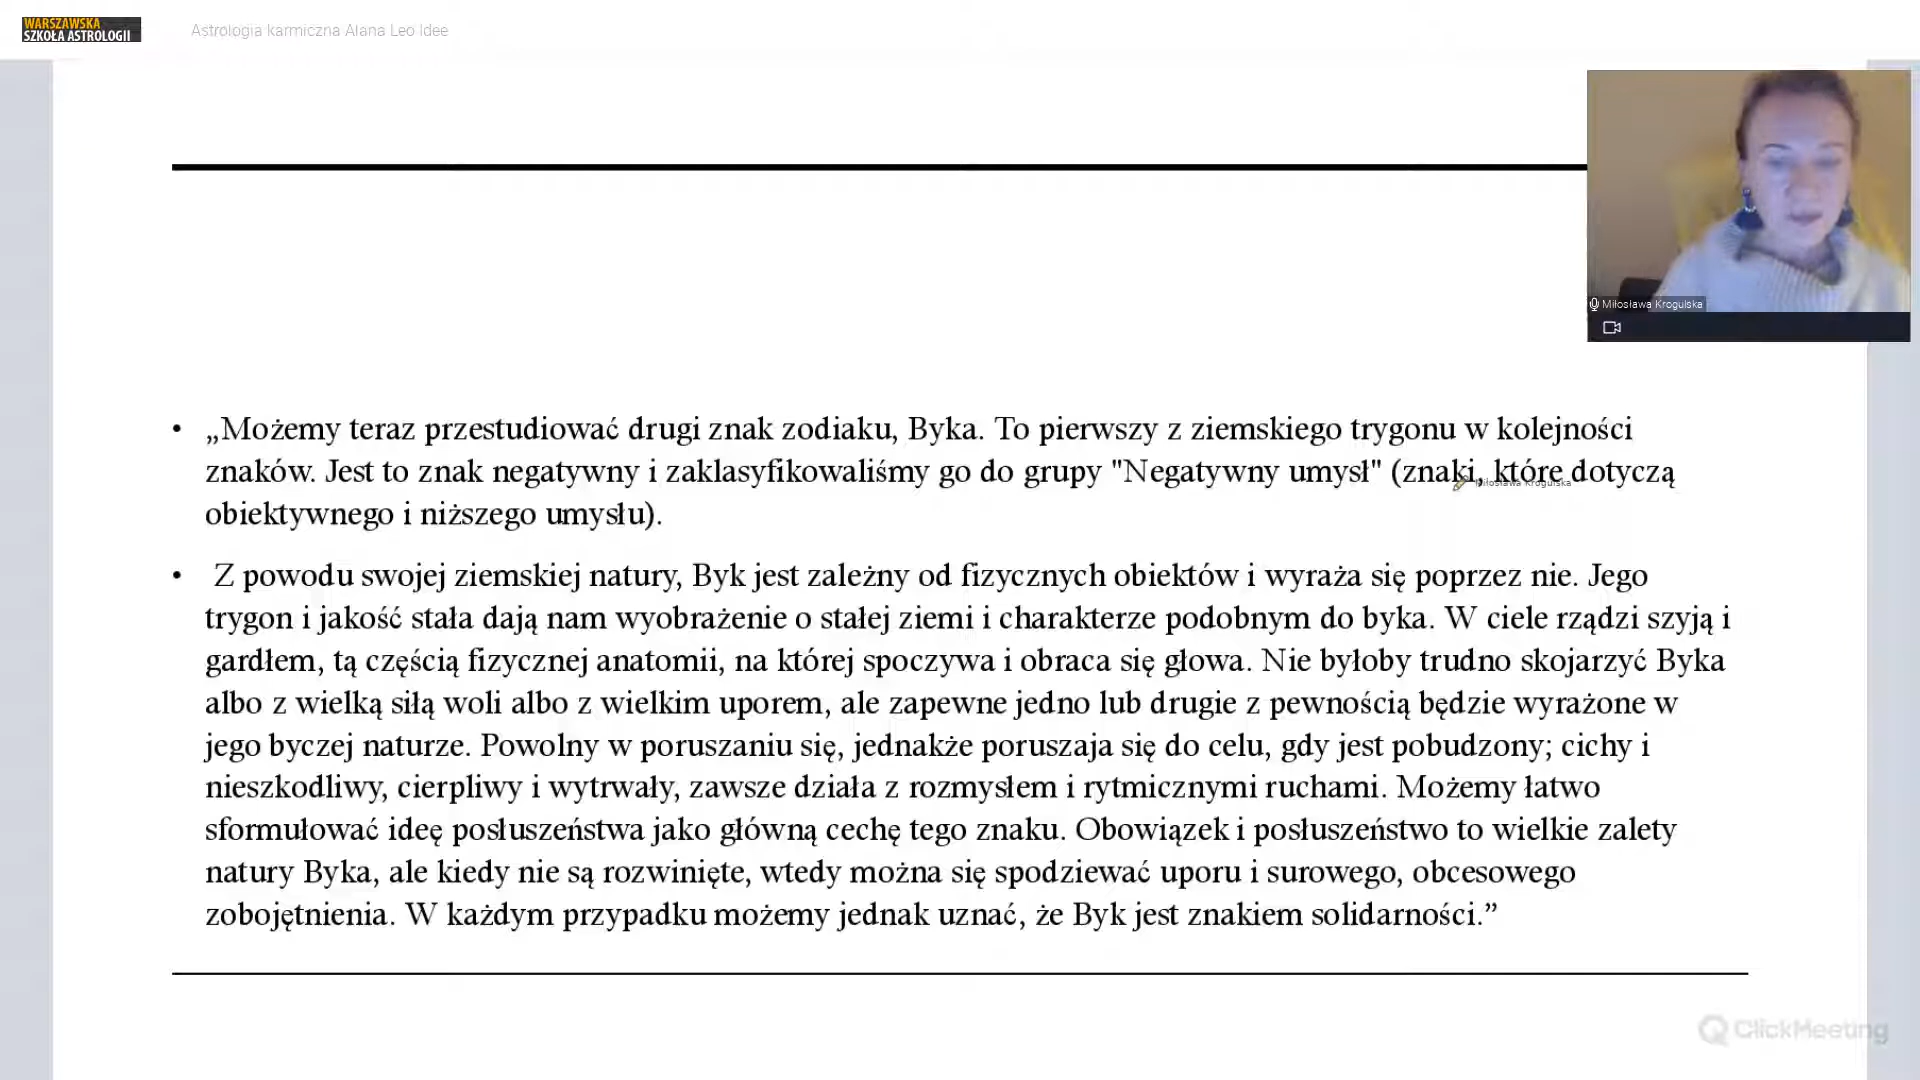 WARSZAWSKA
SZKOŁA ASTROLOGII
Astrologia karmiczna Alana Leo Idee
Miłosława Krogulska
• „Możemy teraz przestudiować drugi znak zodiaku, Byka. To pierwszy z ziemskiego trygonu w kolejności
znaków. Jest to znak negatywny i zaklasyfikowaliśmy go do grupy "Negatywny umysł" (znaki, które dotyczą
Miłosława Krogulska
obiektywnego i niższego umysłu).
• Z powodu swojej ziemskiej natury, Byk jest zależny od fizycznych obiektów i wyraża się poprzez nie. Jego
trygon i jakość stała dają nam wyobrażenie o stałej ziemi i charakterze podobnym do byka. W ciele rządzi szyją i
gardłem, tą częścią fizycznej anatomii, na której spoczywa i obraca się głowa. Nie byłoby trudno skojarzyć Byka
albo z wielką siłą woli albo z wielkim uporem, ale zapewne jedno lub drugie z pewnością będzie wyrażone w
jego byczej naturze. Powolny w poruszaniu się, jednakże poruszaja się do celu, gdy jest pobudzony; cichy i
nieszkodliwy, cierpliwy i wytrwały, zawsze działa z rozmysłem i rytmicznymi ruchami. Możemy łatwo
sformułować ideę posłuszeństwa jako główną cechę tego znaku. Obowiązek i posłuszeństwo to wielkie zalety
natury Byka, ale kiedy nie są rozwinięte, wtedy można się spodziewać uporu i surowego, obcesowego
zobojętnienia. W każdym przypadku możemy jednak uznać, że Byk jest znakiem solidarności.”
ClickMeeting